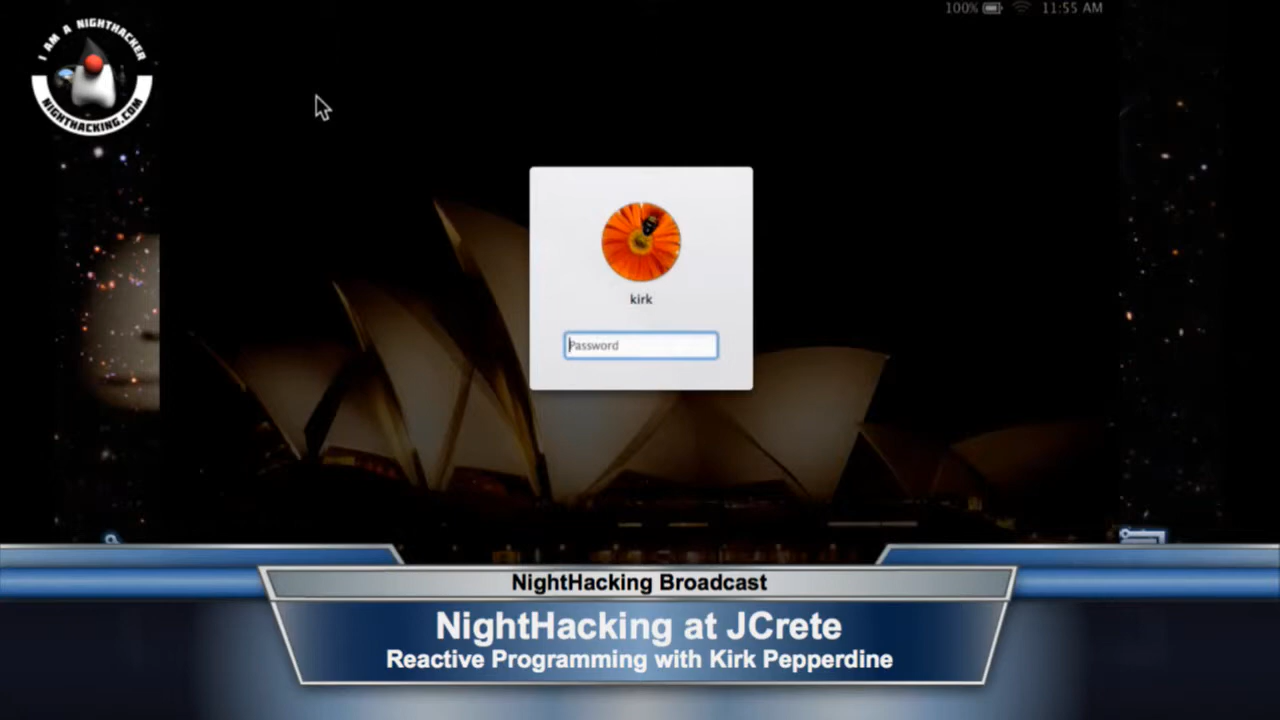 I AM A NIGHTHACKER
NIGHTHACKING.COM
100% 11:55 AM
kirk
Password
NightHacking Broadcast
NightHacking at JCrete
Reactive Programming with Kirk Pepperdine